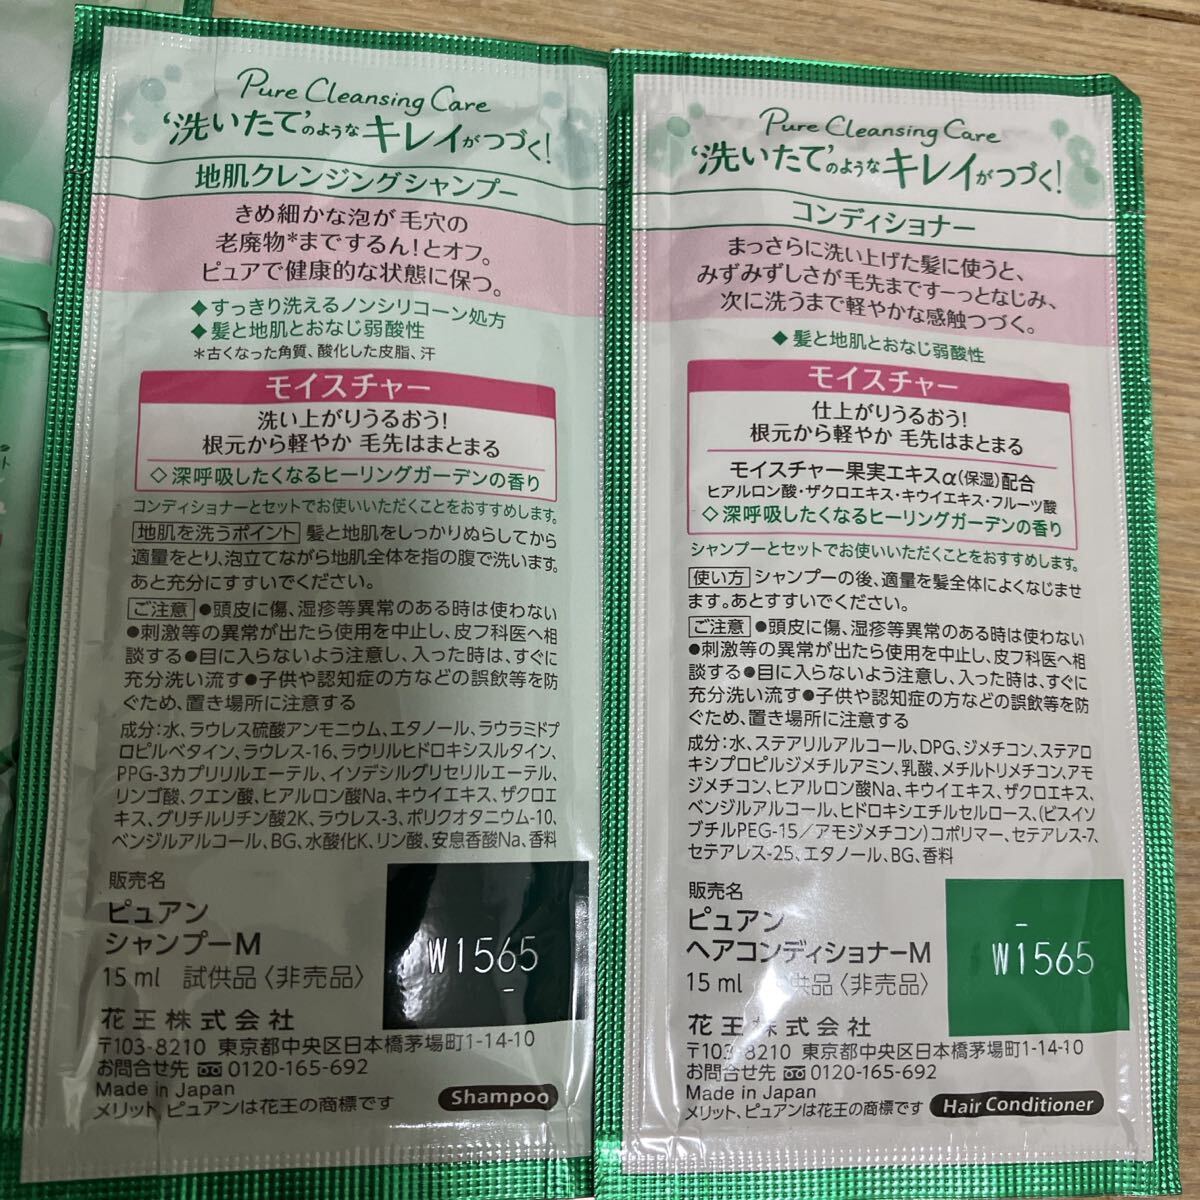 Pure Cleansing Care
‘洗いたて’のような キレイがつづく!
地肌クレンジングシャンプー
きめ細かな泡が毛穴の
老廃物*まです*るん!とオフ。
ピュアで健康的な状態に保つ。
◆すっきり洗えるノンシリコーン処方
◆髪と地肌とおなじ弱酸性
*古くなった角質、酸化した皮脂、汗
モイスチャー
洗い上がりうるおう!
根元から軽やか 毛先はまとまる
◇深呼吸したくなるヒーリングガーデンの香り
コンディショナーとセットでお使いいただくことをおすすめします。
地肌を洗うポイント 髪と地肌をしっかりぬらしてから
適量をとり、泡立てながら地肌全体を指の腹で洗います。
あと充分にすすいでください。
ご注意 ●頭皮に傷、湿疹等異常のある時は使わない
●刺激等の異常が出たら使用を中止し、皮フ科医へ相
談する●目に入らないよう注意し、入った時は、すぐに
充分洗い流す●子供や認知症の方などの誤飲等を防
ぐため、置き場所に注意する
成分:水、ラウレス硫酸アンモニウム、エタノール、ラウラミドプ
ロピルベタイン、ラウレス-16、ラウリルヒドロキシスルタイン、
PPG-3カプリリルエーテル、イソデシルグリセリルエーテル、
リンゴ酸、クエン酸、ヒアルロン酸Na、キウイエキス、ザクロエ
キス、グリチルリチン酸2K、ラウレス-3、ポリクオタニウム-10、
ベンジルアルコール、BG、水酸化K、リン酸、安息香酸Na、香料
販売名
ピュアン
シャンプーM
15ml 試供品〈非売品〉
W1565
花王株式会社
〒103-8210 東京都中央区日本橋茅場町1-14-10
お問合せ先 0120-165-692
Made in Japan
メリット、ピュアンは花王の商標です
Shampoo
Pure Cleansing Care
‘洗いたて’のような キレイがつづく!
コンディショナー
まっさらに洗い上げた髪に使うと、
みずみずしさが毛先まですーっとなじみ、
次に洗うまで軽やかな感触つづく。
◆髪と地肌とおなじ弱酸性
モイスチャー
仕上がりうるおう!
根元から軽やか 毛先はまとまる
モイスチャー果実エキスα(保湿)配合
ヒアルロン酸・ザクロエキス・キウイエキス・フルーツ酸
◇深呼吸したくなるヒーリングガーデンの香り
シャンプーとセットでお使いいただくことをおすすめします。
使い方 シャンプーの後、適量を髪全体によくなじませ
ます。あとすすいでください。
ご注意 ●頭皮に傷、湿疹等異常のある時は使わない
●刺激等の異常が出たら使用を中止し、皮フ科医へ相
談する●目に入らないよう注意し、入った時は、すぐに
充分洗い流す●子供や認知症の方などの誤飲等を防
ぐため、置き場所に注意する
成分:水、ステアリルアルコール、DPG、ジメチコン、ステアロ
キシプロピルジメチルアミン、乳酸、メチルトリメチコン、アモ
ジメチコン、ヒアルロン酸Na、キウイエキス、ザクロエキス、
ベンジルアルコール、ヒドロキシエチルセルロース、(ビスイソ
ブチルPEG-15/アモジメチコン)コポリマー、セテアレス-7、
セテアレス-25、エタノール、BG、香料
販売名
ピュアン
ヘアコンディショナーM
15ml 供品〈非売品〉
W1565
花王株式会社
〒103-8210 東京都中央区日本橋茅場町1-14-10
お問合せ先 0120-165-692
Made in Japan
メリット、ピュアンは花王の商標です
Hair Conditioner